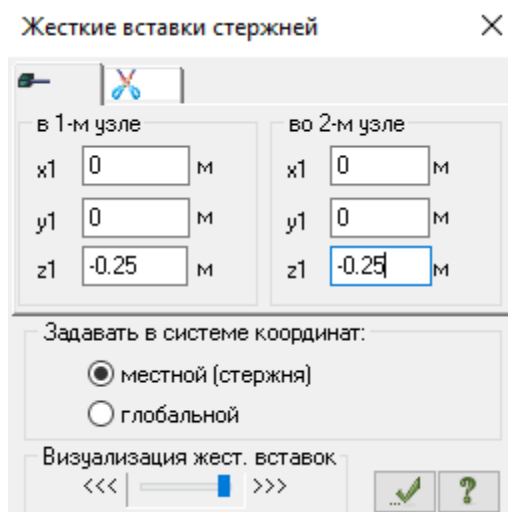 Жесткие вставки стержней
в 1-м узле
во 2-м узле
x1 0 м
x1 0 м
y1 0 м
y1 0 м
z1 -0.25 м
z1 -0.25 м
Задавать в системе координат:
местной (стержня)
глобальной
Визуализация жест. вставок
<<< >>>
?